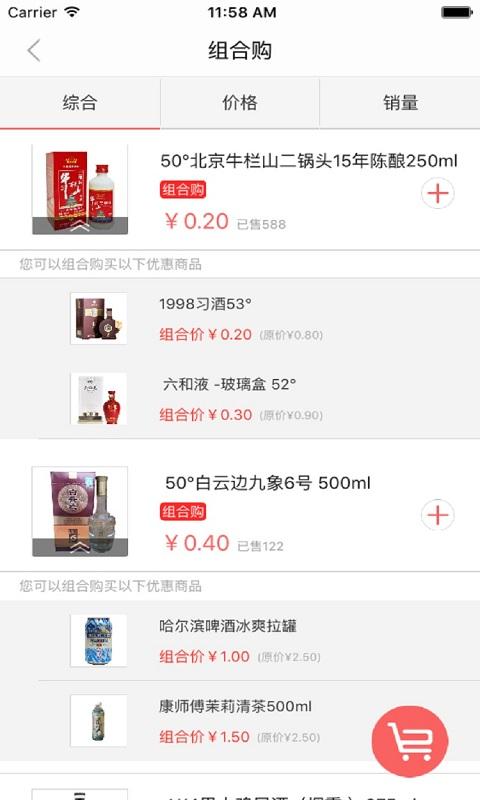 Carrier 11:58 AM
组合购
综合 价格 销量
50°北京牛栏山二锅头15年陈酿250ml
组合购
￥0.20 已售588
您可以组合购买以下优惠商品
1998习酒53°
组合价￥0.20 (原价¥0.80)
六和液 -玻璃盒 52°
组合价￥0.30 (原价¥0.90)
50°白云边九象6号 500ml
组合购
￥0.40 已售122
您可以组合购买以下优惠商品
哈尔滨啤酒冰爽拉罐
组合价￥1.00 (原价¥2.50)
康师傅茉莉清茶500ml
组合价￥1.50 (原价¥2.50)